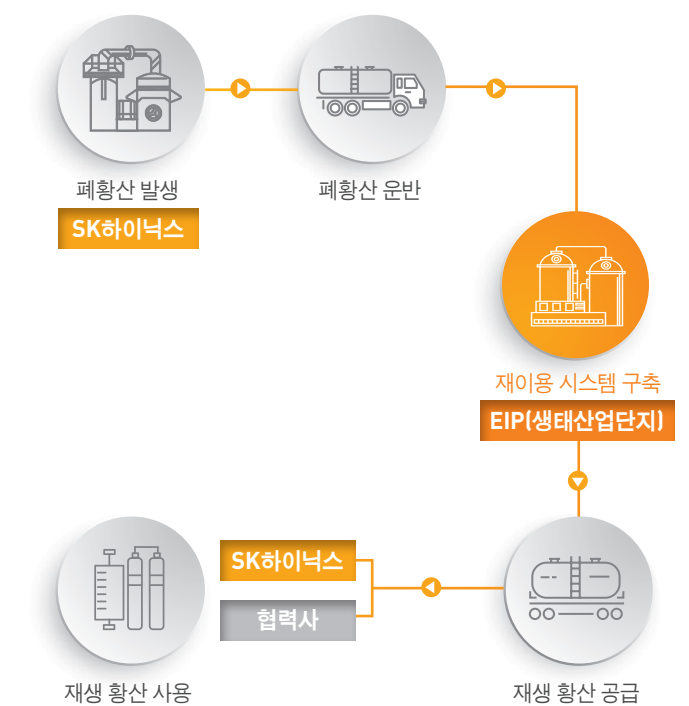 폐황산 발생
SK하이닉스
폐황산 운반
재이용 시스템 구축
EIP(생태산업단지)
재생 황산 공급
SK하이닉스
협력사
재생 황산 사용